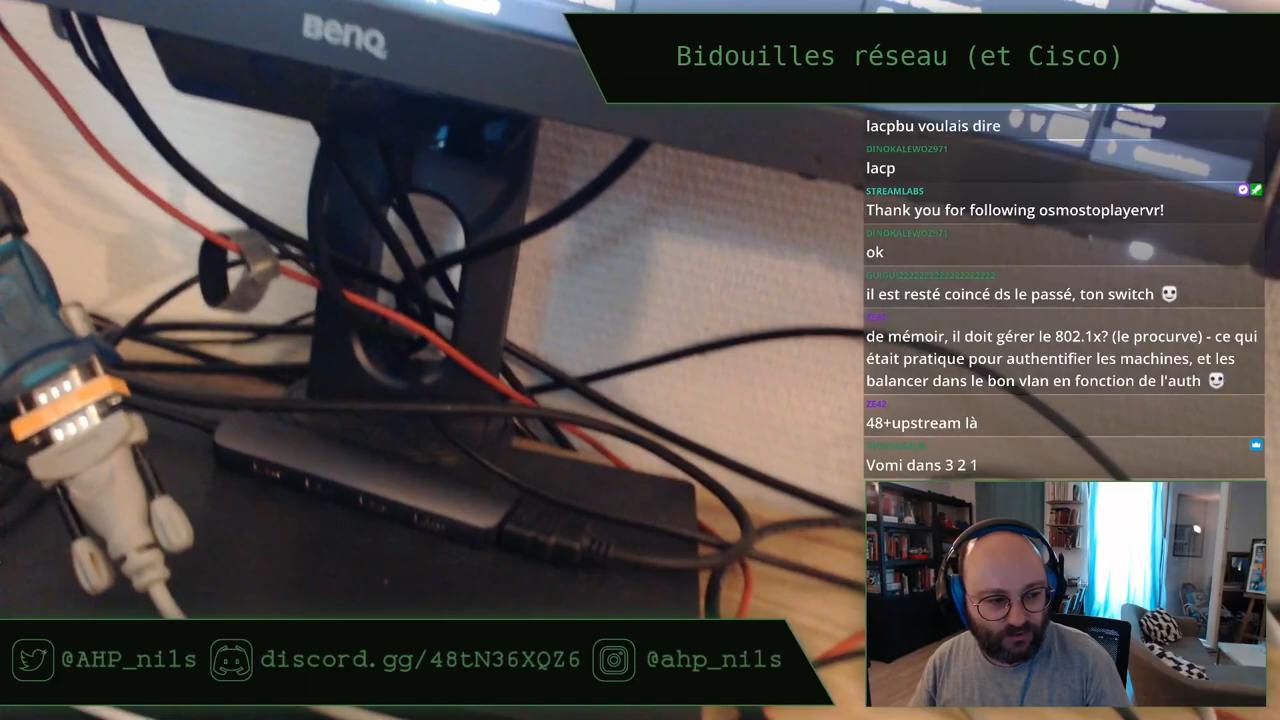 BenQ
Bidouilles réseau (et Cisco)
lacpbu voulais dire
DINOKALEWOZ971
lacp
STREAMLABS
Thank you for following osmostoplayervr!
DINOKALEWOZ971
ok
il est resté coincé ds le passé, ton switch
de mémoir, il doit gérer le 802.1x? (le procurve) - ce qui
était pratique pour authentifier les machines, et les
balancer dans le bon vlan en fonction de l'auth
ZE42
48+upstream là
Vomi dans 3 2 1
@AHP_nils discord.gg/48tN36XQZ6 @ahp_nils